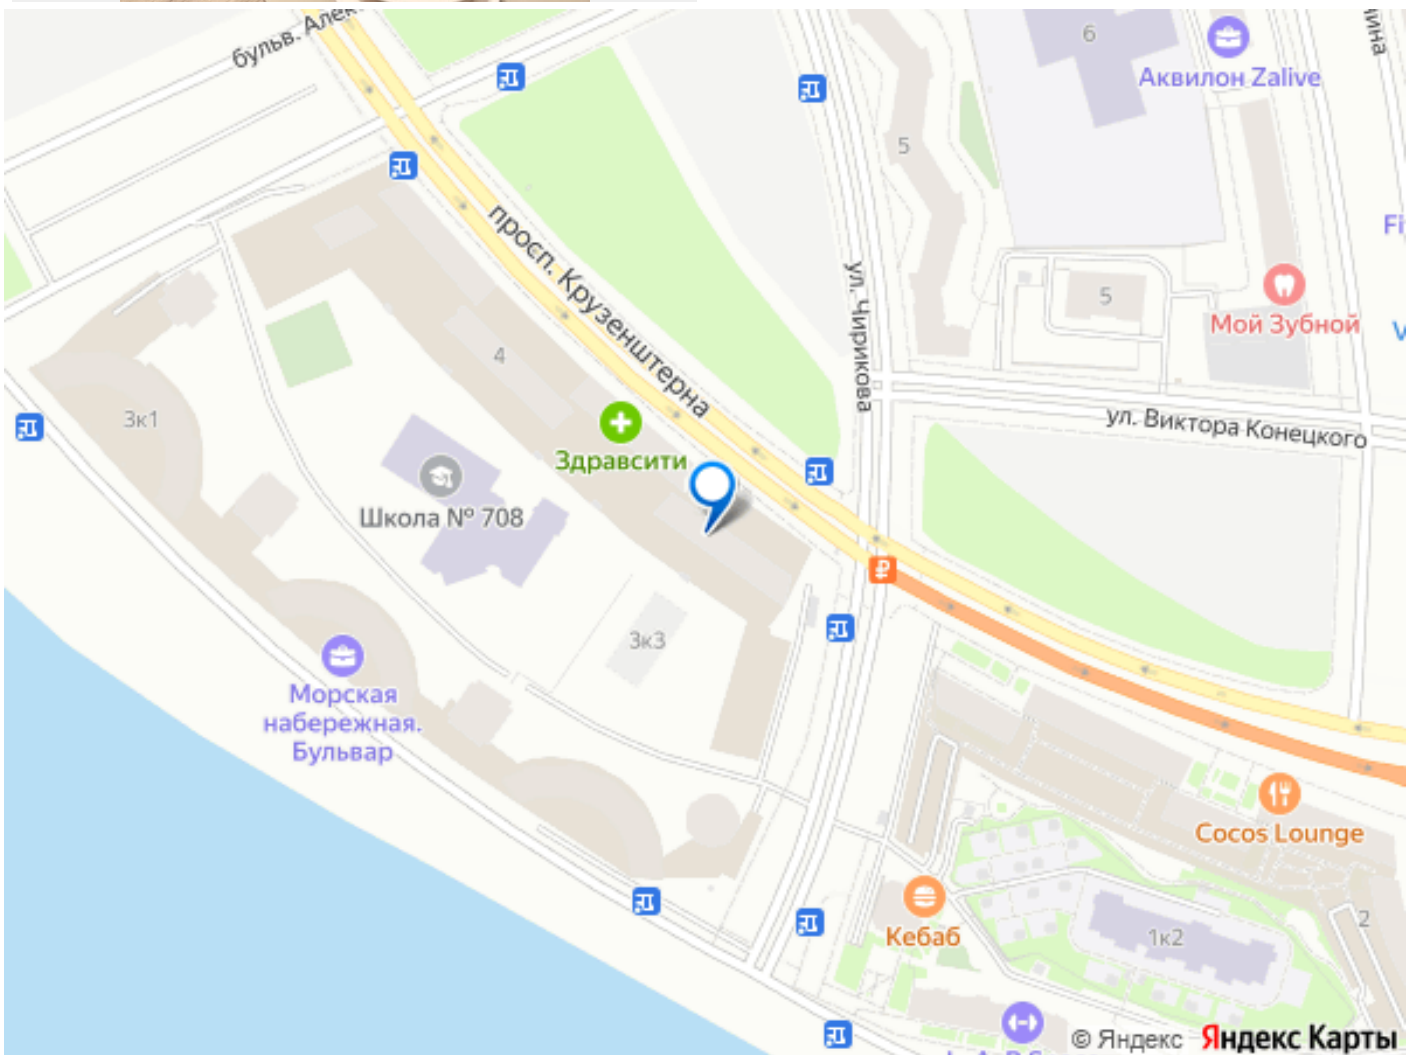 бульв. Алек
6
Аквилон Zalive
5
просп. Крузенштерна
ул. Чирикова
5
Мой Зубной
4
3к1
Здравсити
ул. Виктора Конецкого
Школа № 708
3к3
Морская
набережная.
Бульвар
Cocos Lounge
Кебаб
1к2
2
© Яндекс Яндекс Карты